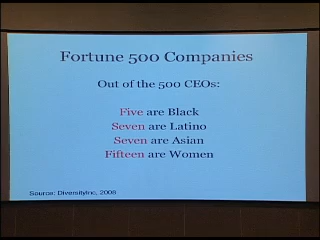 Fortune 500 Companies
Out of the 500 CEOs:
Five are Black
Seven are Latino
Seven are Asian
Fifteen are Women
Source: DiversityInc, 2008